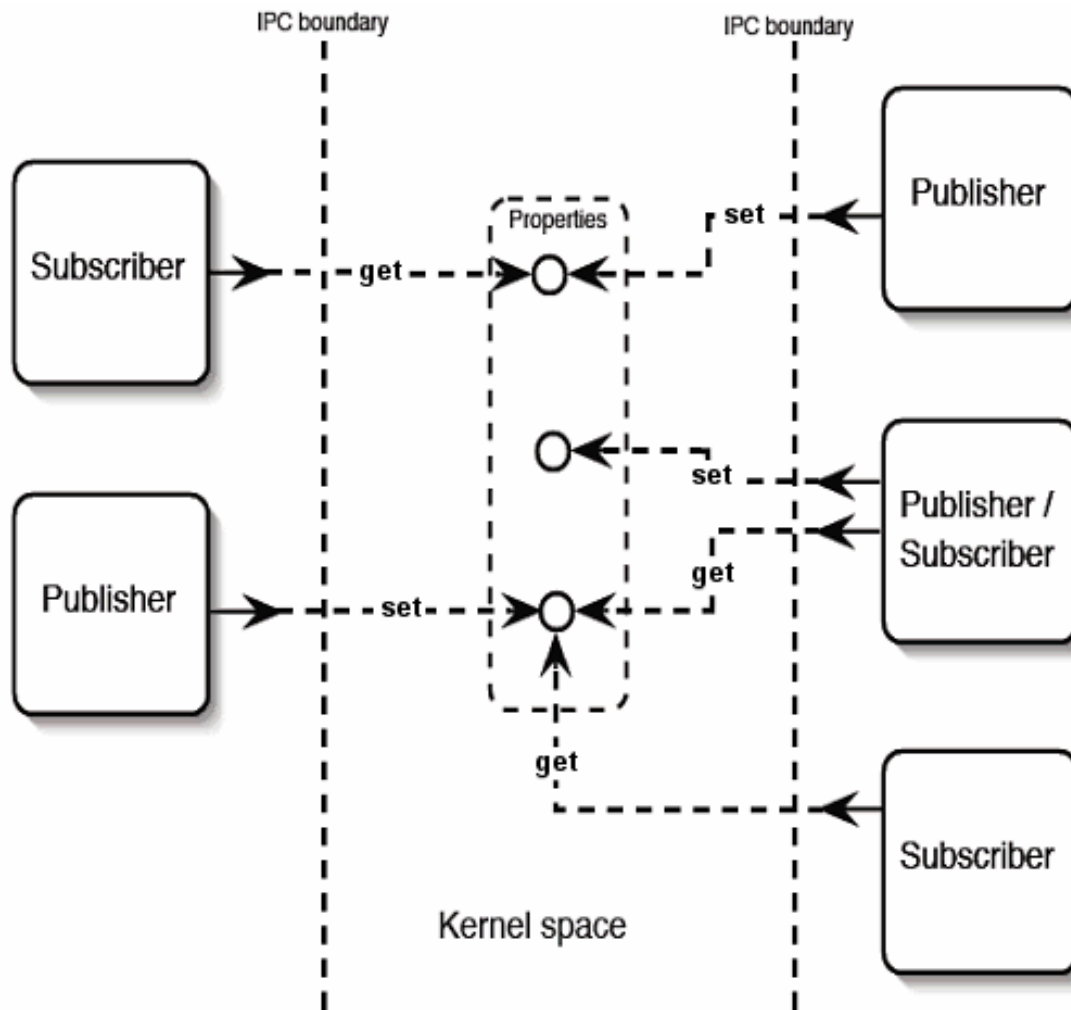 IPC boundary
IPC boundary
Publisher
Properties
set
Subscriber
get
set
Publisher /
Subscriber
get
Publisher
set
get
Subscriber
Kernel space